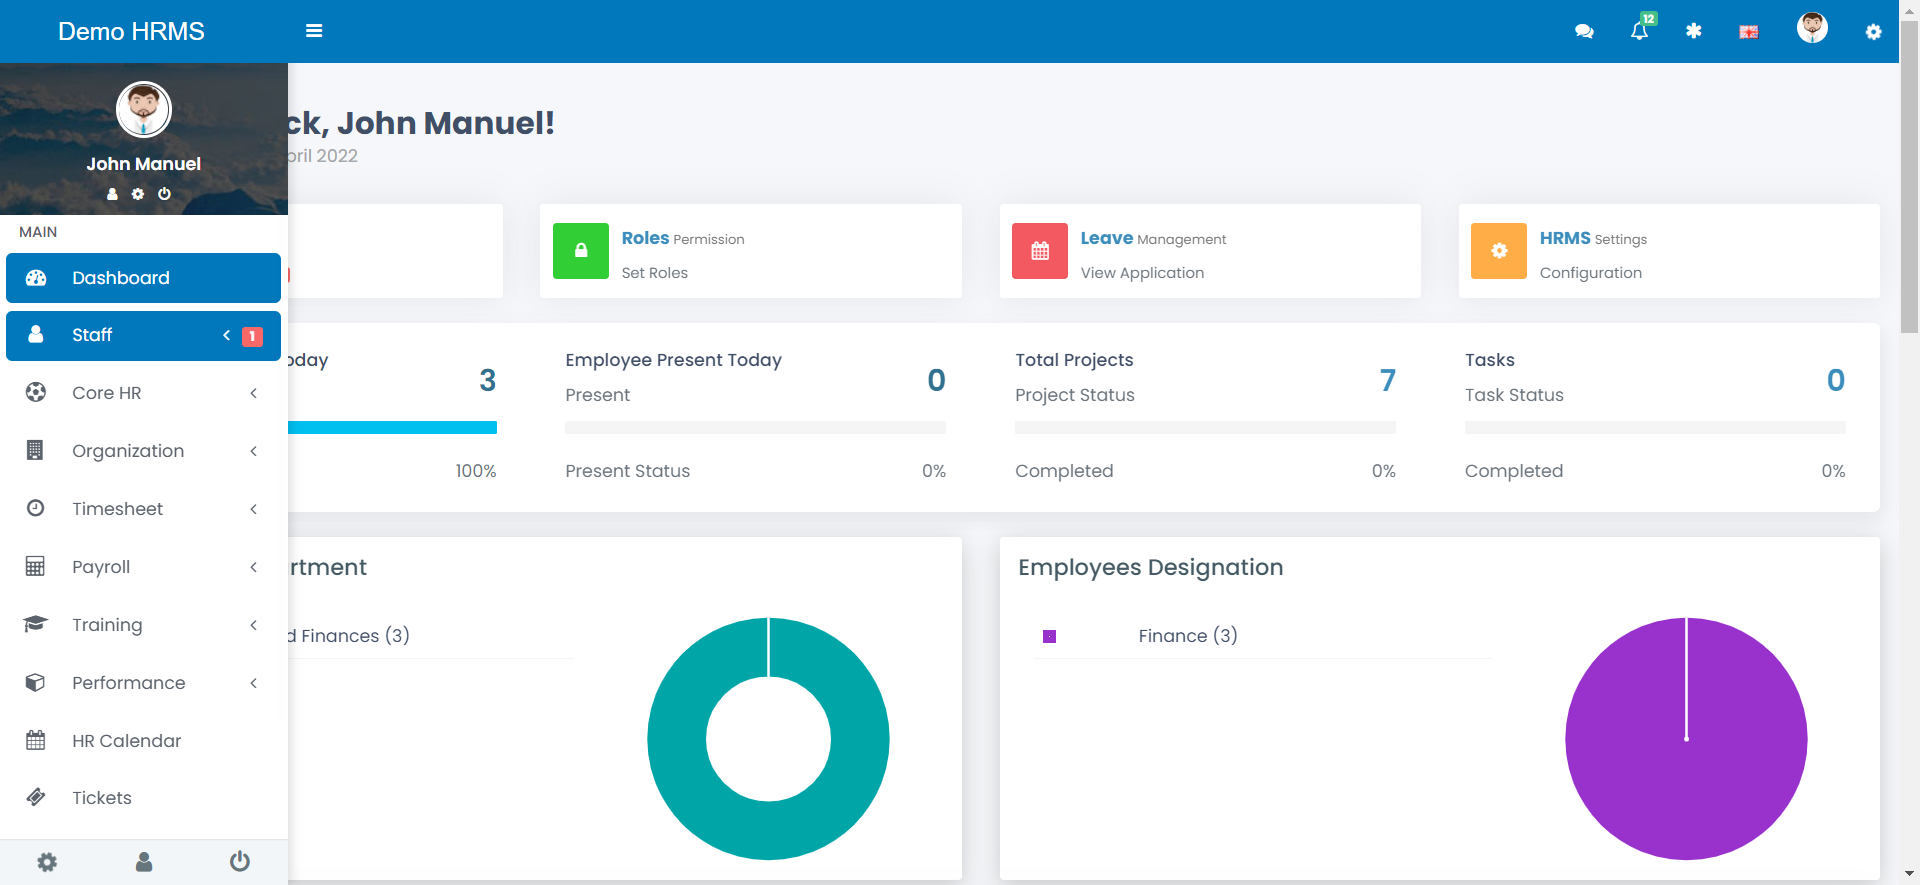 Demo HRMS
12
John Manuel
MAIN
Dashboard
Staff
1
Core HR
Organization
Timesheet
Payroll
Training
Performance
HR Calendar
Tickets
ck, John Manuel!
pril 2022
Roles Permission
Set Roles
Leave Management
View Application
HRMS Settings
Configuration
oday
3
100%
Employee Present Today
0
Present
Present Status
0%
Total Projects
7
Project Status
Completed
0%
Tasks
0
Task Status
Completed
0%
rtment
d Finances (3)
Employees Designation
Finance (3)